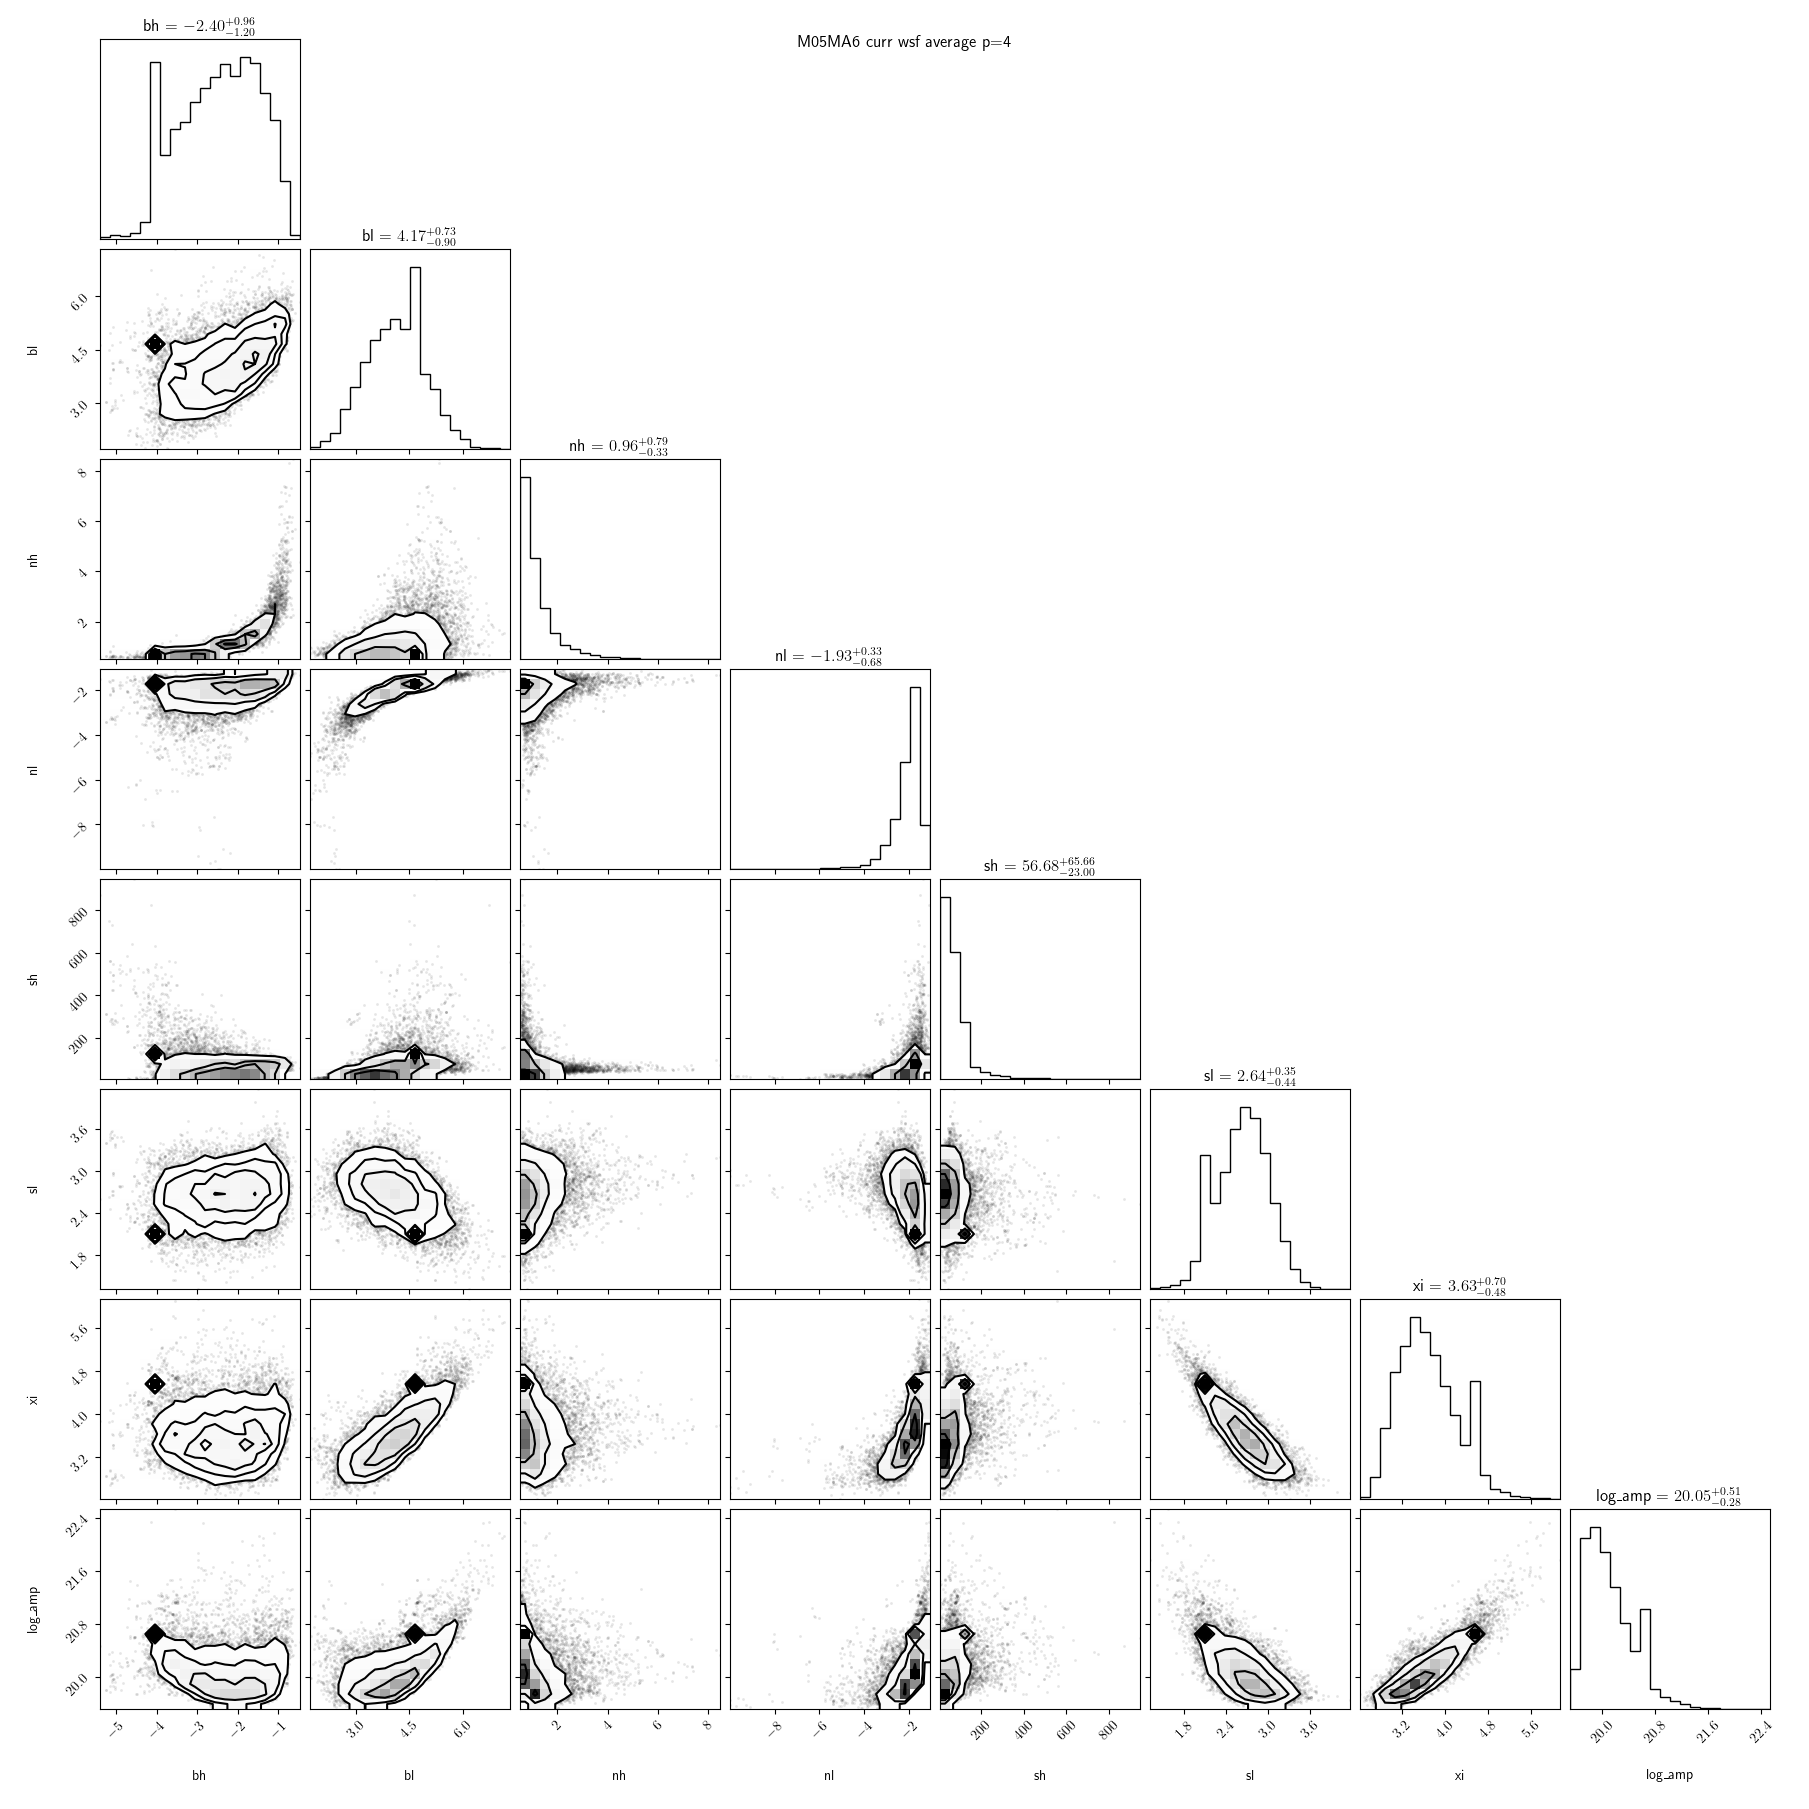 M05MA6 curr wsf average p=4
bh = −2.40^{+0.96}_{−1.20}
bl = 4.17^{+0.73}_{−0.90}
bl
6.0
4.5
3.0
nh = 0.96^{+0.79}_{−0.33}
nh
8
6
4
2
nl = −1.93^{+0.33}_{−0.68}
nl
−2
−4
−6
−8
sh = 56.68^{+65.66}_{−23.00}
sh
800
600
400
200
sl = 2.64^{+0.35}_{−0.44}
sl
3.6
3.0
2.4
1.8
xi = 3.63^{+0.70}_{−0.48}
xi
5.6
4.8
4.0
3.2
log_amp = 20.05^{+0.51}_{−0.28}
log_amp
22.4
21.6
20.8
20.0
−5 −4 −3 −2 −1 3.0 4.5 6.0 2 4 6 8 −8 −6 −4 −2 200 400 600 800 1.8 2.4 3.0 3.6 3.2 4.0 4.8 5.6 20.0 20.8 21.6 22.4
bh bl nh nl sh sl xi log_amp